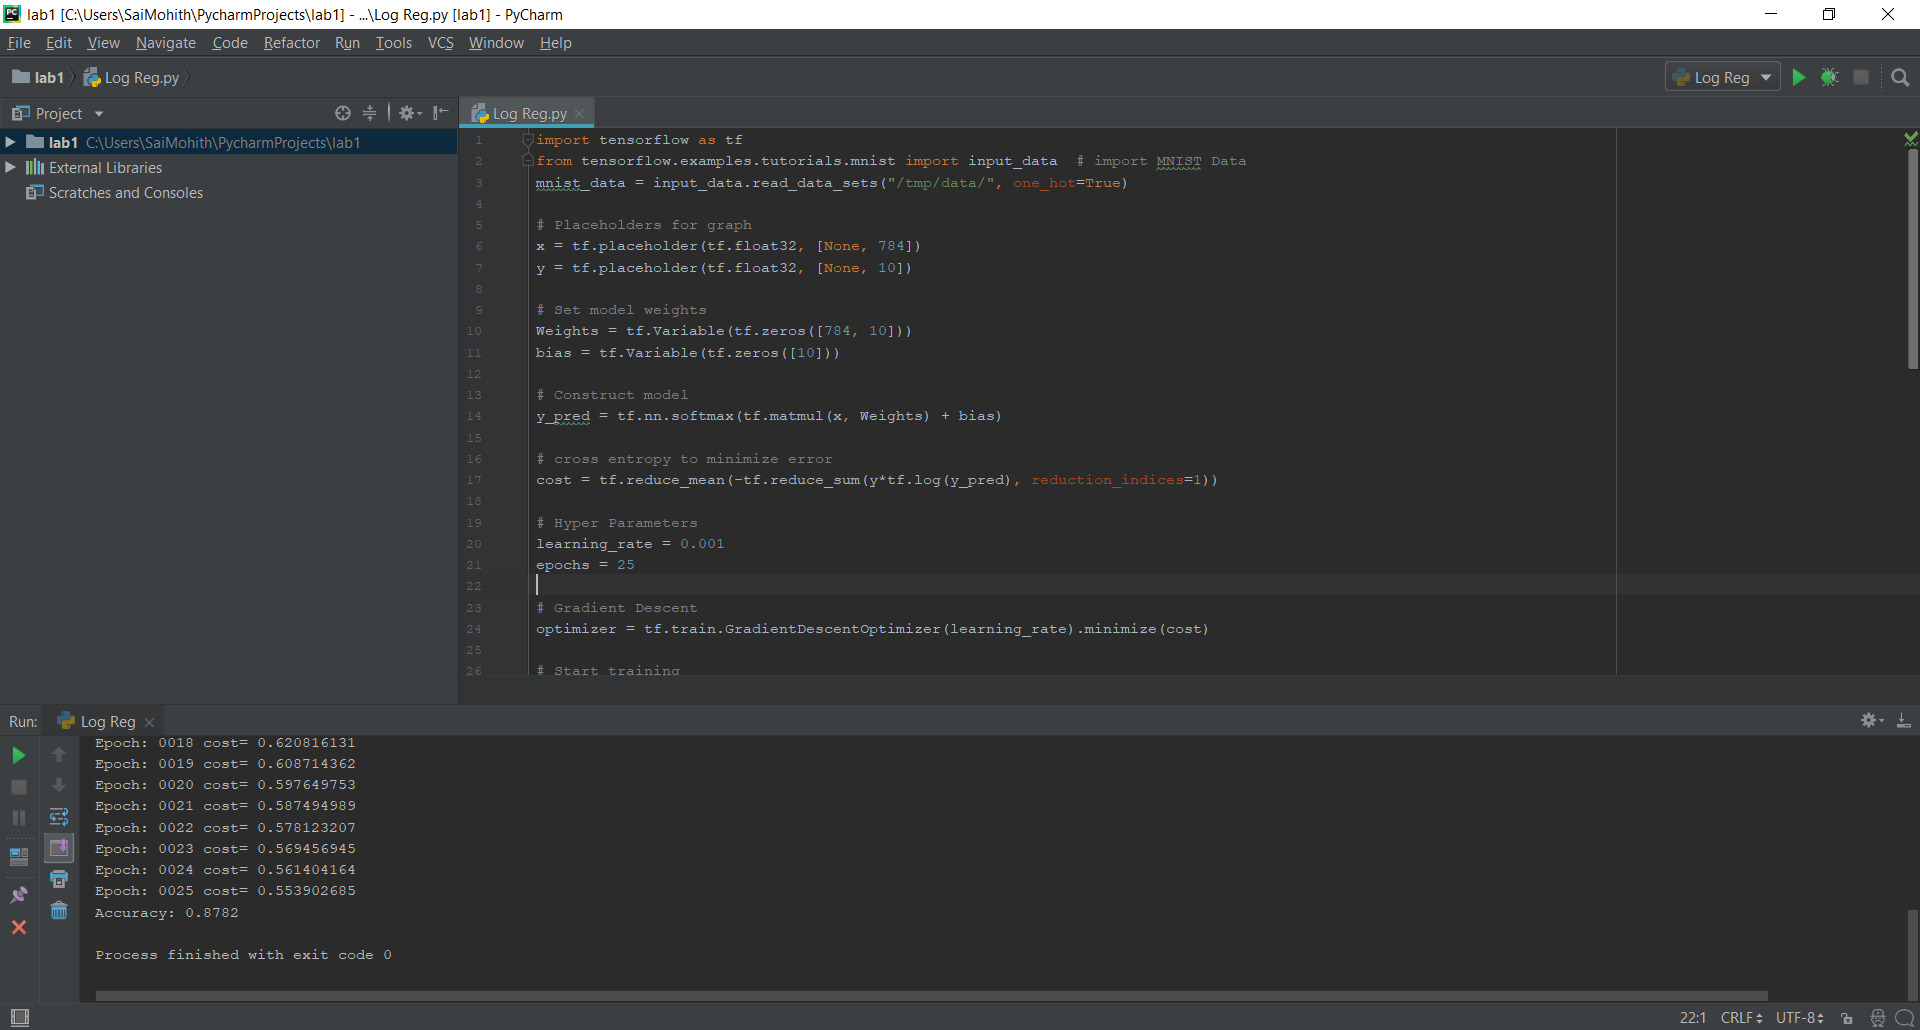 lab1 [C:\Users\SaiMohith\PycharmProjects\lab1] - ...\Log Reg.py [lab1] - PyCharm
File Edit View Navigate Code Refactor Run Tools VCS Window Help
lab1 Log Reg.py
Log Reg
Project
Log Reg.py
lab1 C:\Users\SaiMohith\PycharmProjects\lab1
External Libraries
Scratches and Consoles
1 import tensorflow as tf
2 from tensorflow.examples.tutorials.mnist import input_data # import MNIST Data
3 mnist_data = input_data.read_data_sets("/tmp/data/", one_hot=True)
4
5 # Placeholders for graph
6 x = tf.placeholder(tf.float32, [None, 784])
7 y = tf.placeholder(tf.float32, [None, 10])
8
9 # Set model weights
10 Weights = tf.Variable(tf.zeros([784, 10]))
11 bias = tf.Variable(tf.zeros([10]))
12
13 # Construct model
14 y_pred = tf.nn.softmax(tf.matmul(x, Weights) + bias)
15
16 # cross entropy to minimize error
17 cost = tf.reduce_mean(-tf.reduce_sum(y*tf.log(y_pred), reduction_indices=1))
18
19 # Hyper Parameters
20 learning_rate = 0.001
21 epochs = 25
22
23 # Gradient Descent
24 optimizer = tf.train.GradientDescentOptimizer(learning_rate).minimize(cost)
25
26 # Start training
Run: Log Reg
Epoch: 0018 cost= 0.620816131
Epoch: 0019 cost= 0.608714362
Epoch: 0020 cost= 0.597649753
Epoch: 0021 cost= 0.587494989
Epoch: 0022 cost= 0.578123207
Epoch: 0023 cost= 0.569456945
Epoch: 0024 cost= 0.561404164
Epoch: 0025 cost= 0.553902685
Accuracy: 0.8782
Process finished with exit code 0
22:1 CRLF UTF-8